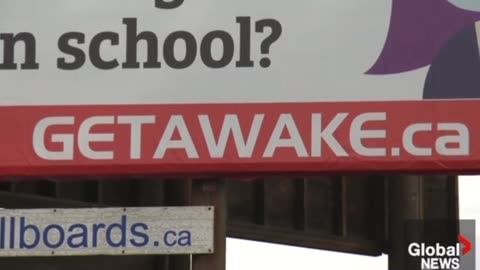 n school?
GETAWAKE.ca
llboards.ca
Global
NEWS